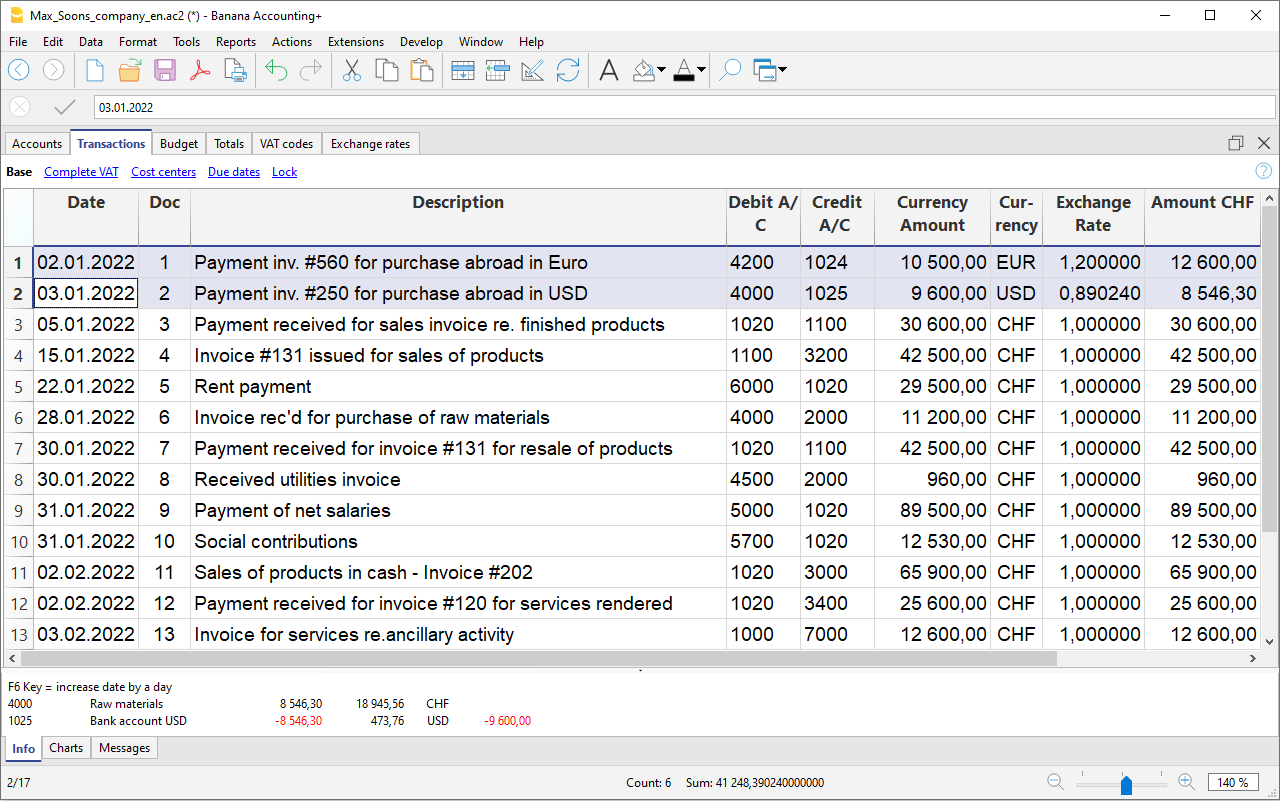 Max_Soons_company_en.ac2 (*) - Banana Accounting+
File Edit Data Format Tools Reports Actions Extensions Develop Window Help
03.01.2022
Accounts Transactions Budget Totals VAT codes Exchange rates
Base Complete VAT Cost centers Due dates Lock
Date Doc Description Debit A/ Credit Currency Cur- Exchange Amount CHF
C A/C Amount rency Rate
1 02.01.2022 1 Payment inv. #560 for purchase abroad in Euro 4200 1024 10 500,00 EUR 1,200000 12 600,00
2 03.01.2022 2 Payment inv. #250 for purchase abroad in USD 4000 1025 9 600,00 USD 0,890240 8 546,30
3 05.01.2022 3 Payment received for sales invoice re. finished products 1020 1100 30 600,00 CHF 1,000000 30 600,00
4 15.01.2022 4 Invoice #131 issued for sales of products 1100 3200 42 500,00 CHF 1,000000 42 500,00
5 22.01.2022 5 Rent payment 6000 1020 29 500,00 CHF 1,000000 29 500,00
6 28.01.2022 6 Invoice rec'd for purchase of raw materials 4000 2000 11 200,00 CHF 1,000000 11 200,00
7 30.01.2022 7 Payment received for invoice #131 for resale of products 1020 1100 42 500,00 CHF 1,000000 42 500,00
8 30.01.2022 8 Received utilities invoice 4500 2000 960,00 CHF 1,000000 960,00
9 31.01.2022 9 Payment of net salaries 5000 1020 89 500,00 CHF 1,000000 89 500,00
10 31.01.2022 10 Social contributions 5700 1020 12 530,00 CHF 1,000000 12 530,00
11 02.02.2022 11 Sales of products in cash - Invoice #202 1020 3000 65 900,00 CHF 1,000000 65 900,00
12 02.02.2022 12 Payment received for invoice #120 for services rendered 1020 3400 25 600,00 CHF 1,000000 25 600,00
13 03.02.2022 13 Invoice for services re.ancillary activity 1000 7000 12 600,00 CHF 1,000000 12 600,00
F6 Key = increase date by a day
4000 Raw materials 8 546,30 18 945,56 CHF
1025 Bank account USD -8 546,30 473,76 USD -9 600,00
Info Charts Messages
2/17 Count: 6 Sum: 41 248,390240000000 140 %